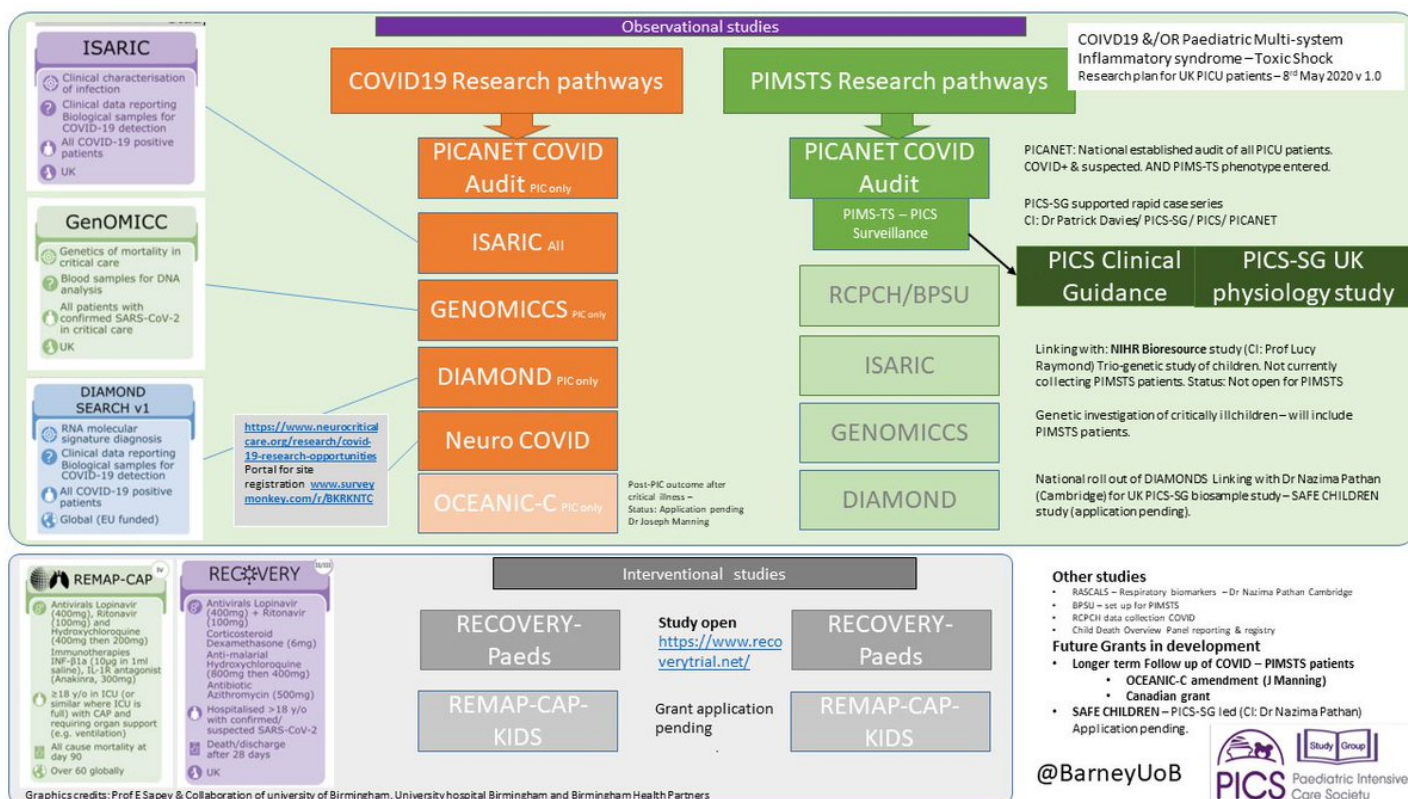 Observational studies
COIVD19 &/OR Paediatric Multi-system
Inflammatory syndrome – Toxic Shock
Research plan for UK PICU patients – 8rd May 2020 v 1.0
ISARIC
Clinical characterisation
of infection
Clinical data reporting
Biological samples for
COVID-19 detection
All COVID-19 positive
patients
UK
GenOMICC
Genetics of mortality in
critical care
Blood samples for DNA
analysis
All patients with
confirmed SARS-CoV-2
in critical care
UK
DIAMOND
SEARCH v1
RNA molecular
signature diagnosis
Clinical data reporting
Biological samples for
COVID-19 detection
All COVID-19 positive
patients
Global (EU funded)
https://www.neurocritical
care.org/research/covid-
19-research-opportunities
Portal for site
registration www.survey
monkey.com/r/BKRKNTC
COVID19 Research pathways
PICANET COVID
Audit PIC only
ISARIC All
GENOMICCS PIC only
DIAMOND PIC only
Neuro COVID
OCEANIC-C PIC only
Post-PIC outcome after
critical illness –
Status: Application pending
Dr Joseph Manning
PIMSTS Research pathways
PICANET COVID
Audit
PIMS-TS – PICS
Surveillance
RCPCH/BPSU
ISARIC
GENOMICCS
DIAMOND
PICANET: National established audit of all PICU patients.
COVID+ & suspected. AND PIMS-TS phenotype entered.
PICS-SG supported rapid case series
CI: Dr Patrick Davies/ PICS-SG/ PICS/ PICANET
PICS Clinical
Guidance
PICS-SG UK
physiology study
Linking with: NIHR Bioresource study (CI: Prof Lucy
Raymond) Trio-genetic study of children. Not currently
collecting PIMSTS patients. Status: Not open for PIMSTS
Genetic investigation of critically ill children – will include
PIMSTS patients.
National roll out of DIAMONDS Linking with Dr Nazima Pathan
(Cambridge) for UK PICS-SG biosample study – SAFE CHILDREN
study (application pending).
Interventional studies
REMAP-CAP
IV
Antivirals Lopinavir
(400mg), Ritonavir
(100mg) and
Hydroxychloroquine
(400mg then 200mg)
Immunotherapies
INF-β1a (10µg in 1ml
saline), IL-1R antagonist
(Anakinra, 300mg)
≥18 y/o in ICU (or
similar where ICU is
full) with CAP and
requiring organ support
(e.g. ventilation)
All cause mortality at
day 90
Over 60 globally
RECOVERY
II/III
Antivirals Lopinavir
(400mg) + Ritonavir
(100mg)
Corticosteroid
Dexamethasone (6mg)
Anti-malarial
Hydroxychloroquine
(800mg then 400mg)
Antibiotic
Azithromycin (500mg)
Hospitalised >18 y/o
with confirmed/
suspected SARS-CoV-2
Death/discharge
after 28 days
UK
RECOVERY-
Paeds
REMAP-CAP-
KIDS
Study open
https://www.reco
verytrial.net/
Grant application
pending
.
RECOVERY-
Paeds
REMAP-CAP-
KIDS
Other studies
• RASCALS – Respiratory biomarkers – Dr Nazima Pathan Cambridge
• BPSU – set up for PIMSTS
• RCPCH data collection COVID
• Child Death Overview Panel reporting & registry
Future Grants in development
• Longer term Follow up of COVID – PIMSTS patients
• OCEANIC-C amendment (J Manning)
• Canadian grant
• SAFE CHILDREN – PICS-SG led (CI: Dr Nazima Pathan)
Application pending.
@BarneyUoB
PICS
Study Group
Paediatric Intensive
Care Society
Graphics credits: Prof E Sapey & Collaboration of university of Birmingham, University hospital Birmingham and Birmingham Health Partners